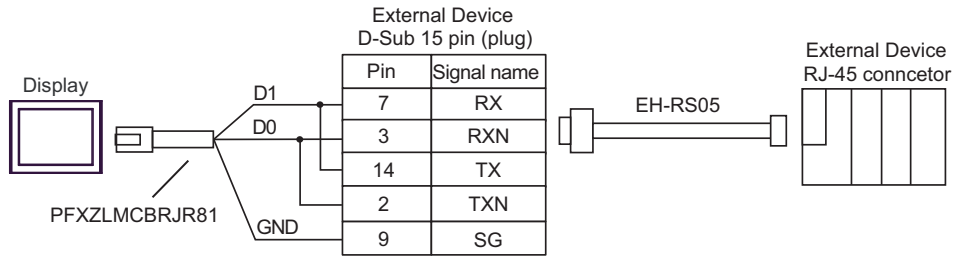 External Device
D-Sub 15 pin (plug)
External Device
RJ-45 conncetor
Display
Pin Signal name
D1
7 RX
EH-RS05
D0
3 RXN
14 TX
PFXZLMCBRJR81
2 TXN
GND
9 SG